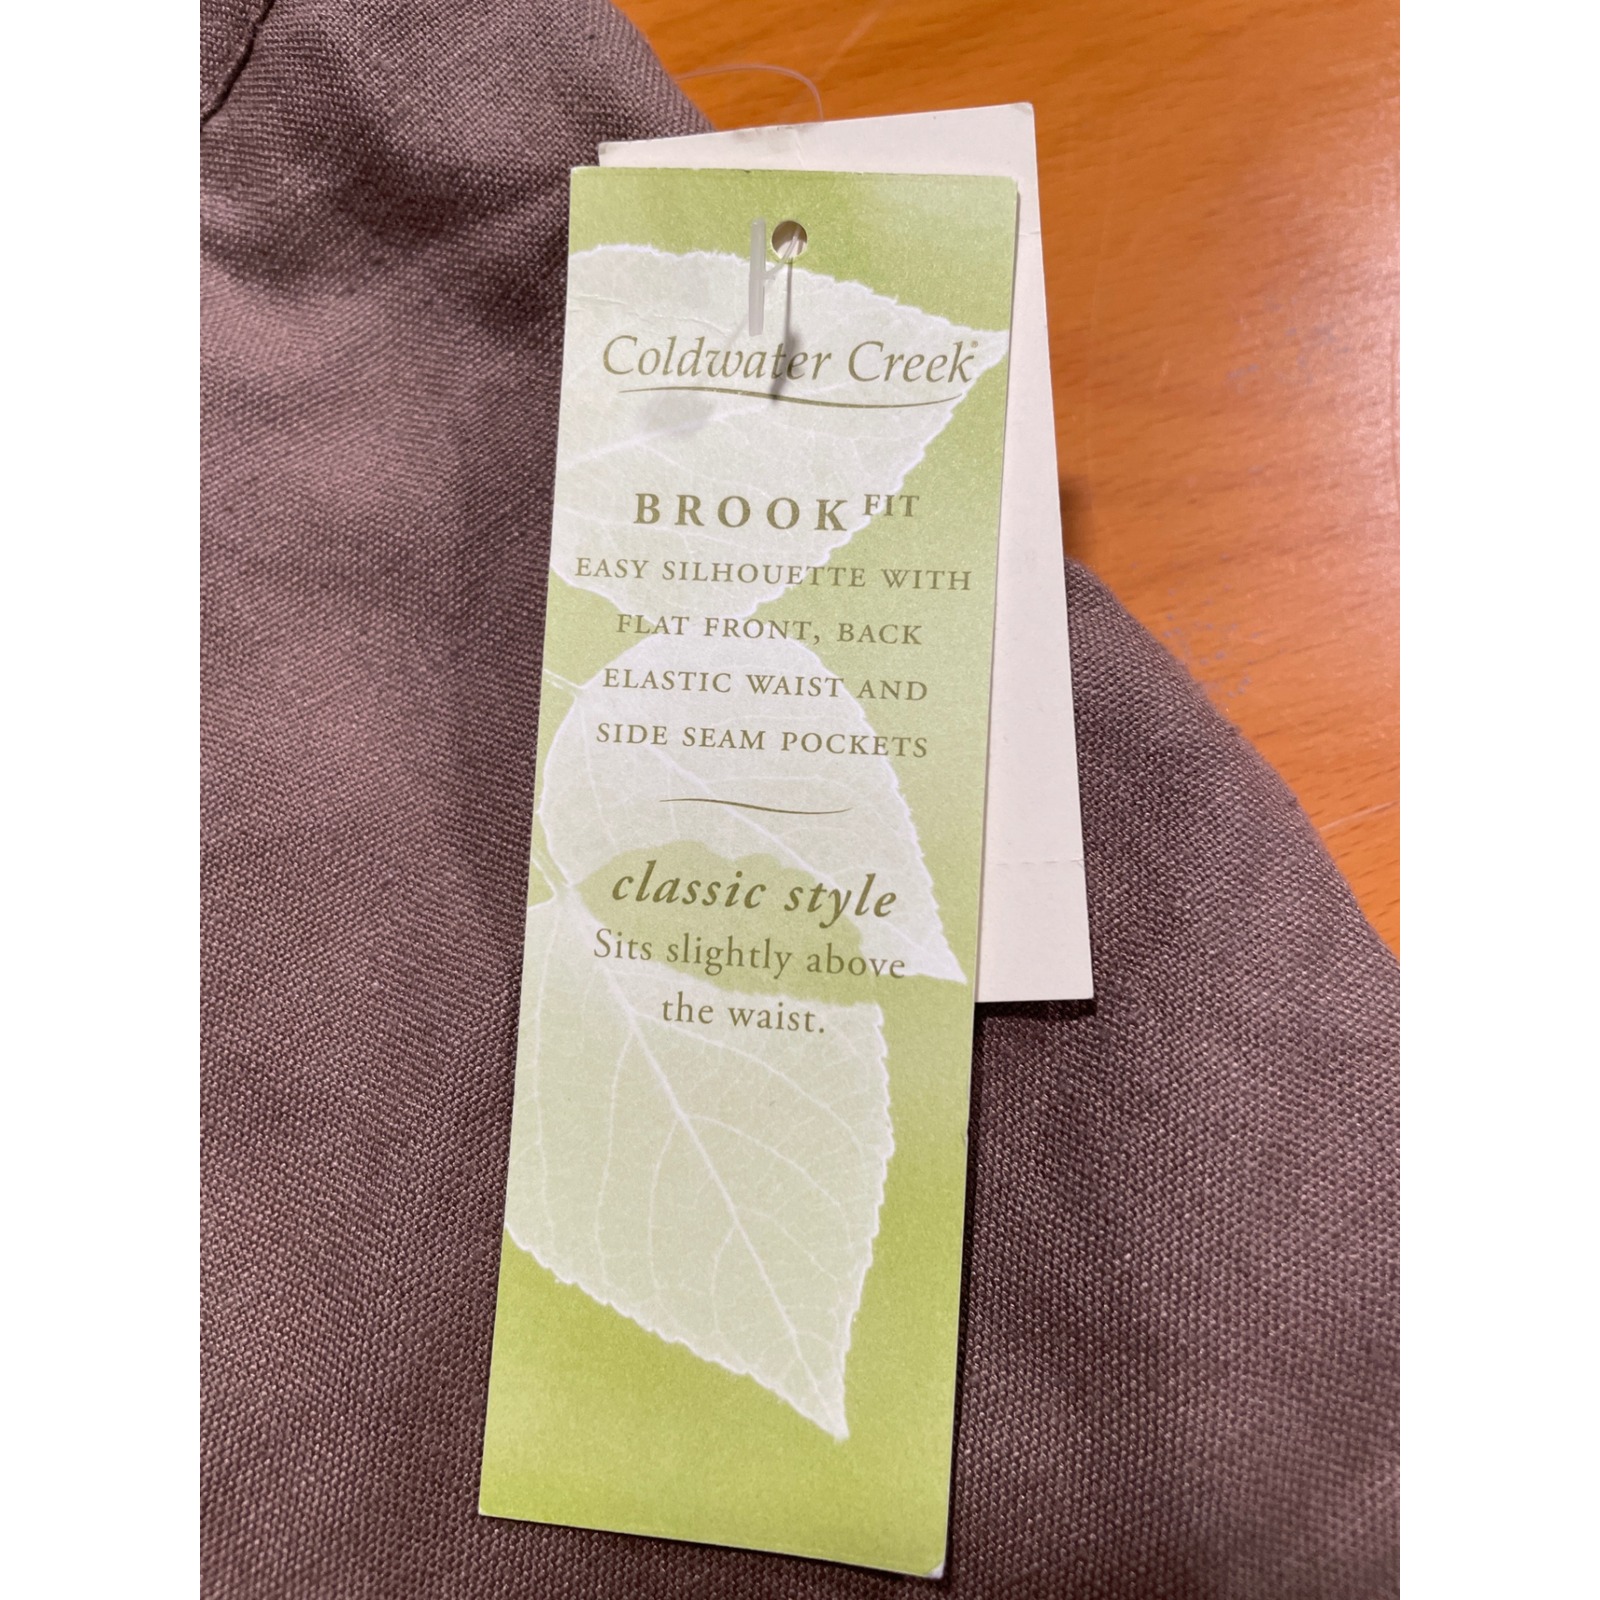 Coldwater Creek®
BROOK FIT
EASY SILHOUETTE WITH
FLAT FRONT, BACK
ELASTIC WAIST AND
SIDE SEAM POCKETS
classic style
Sits slightly above
the waist.